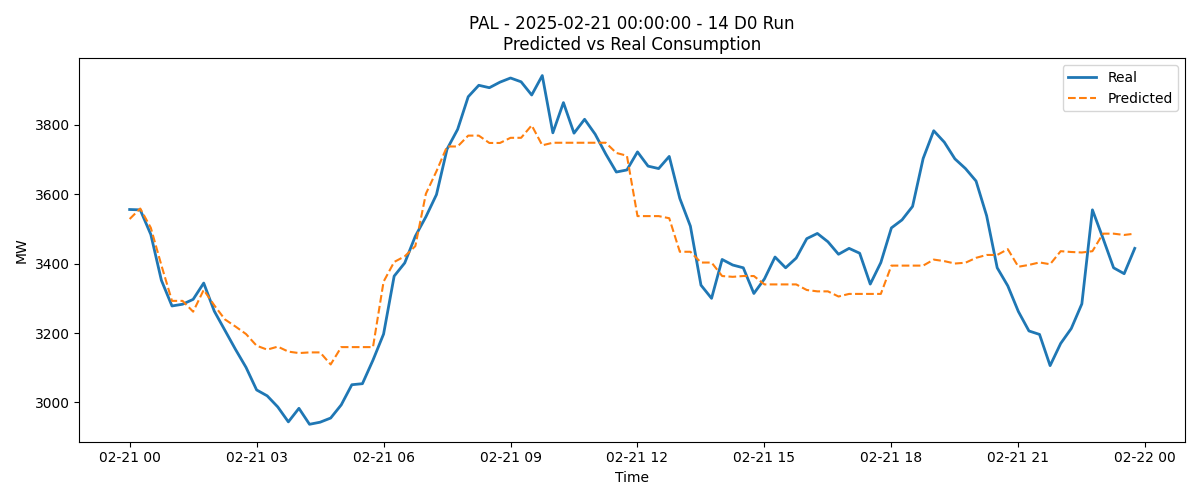 PAL - 2025-02-21 00:00:00 - 14 D0 Run
Predicted vs Real Consumption
Real
Predicted
MW
3800
3600
3400
3200
3000
02-21 00
02-21 03
02-21 06
02-21 09
02-21 12
02-21 15
02-21 18
02-21 21
02-22 00
Time